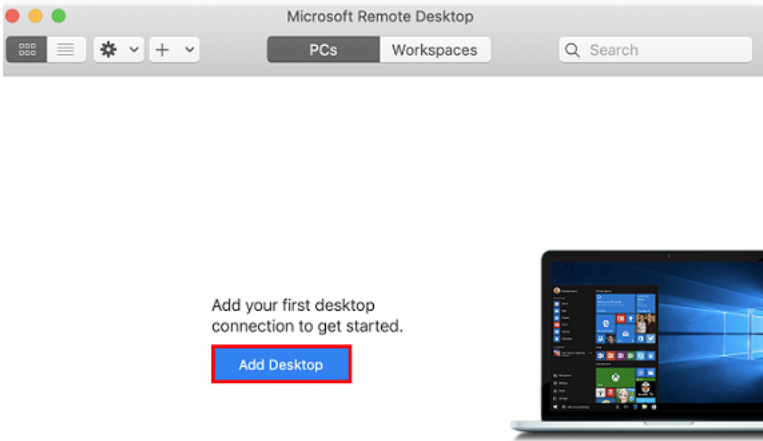 Microsoft Remote Desktop
PCs
Workspaces
Search
Add your first desktop
connection to get started.
Add Desktop